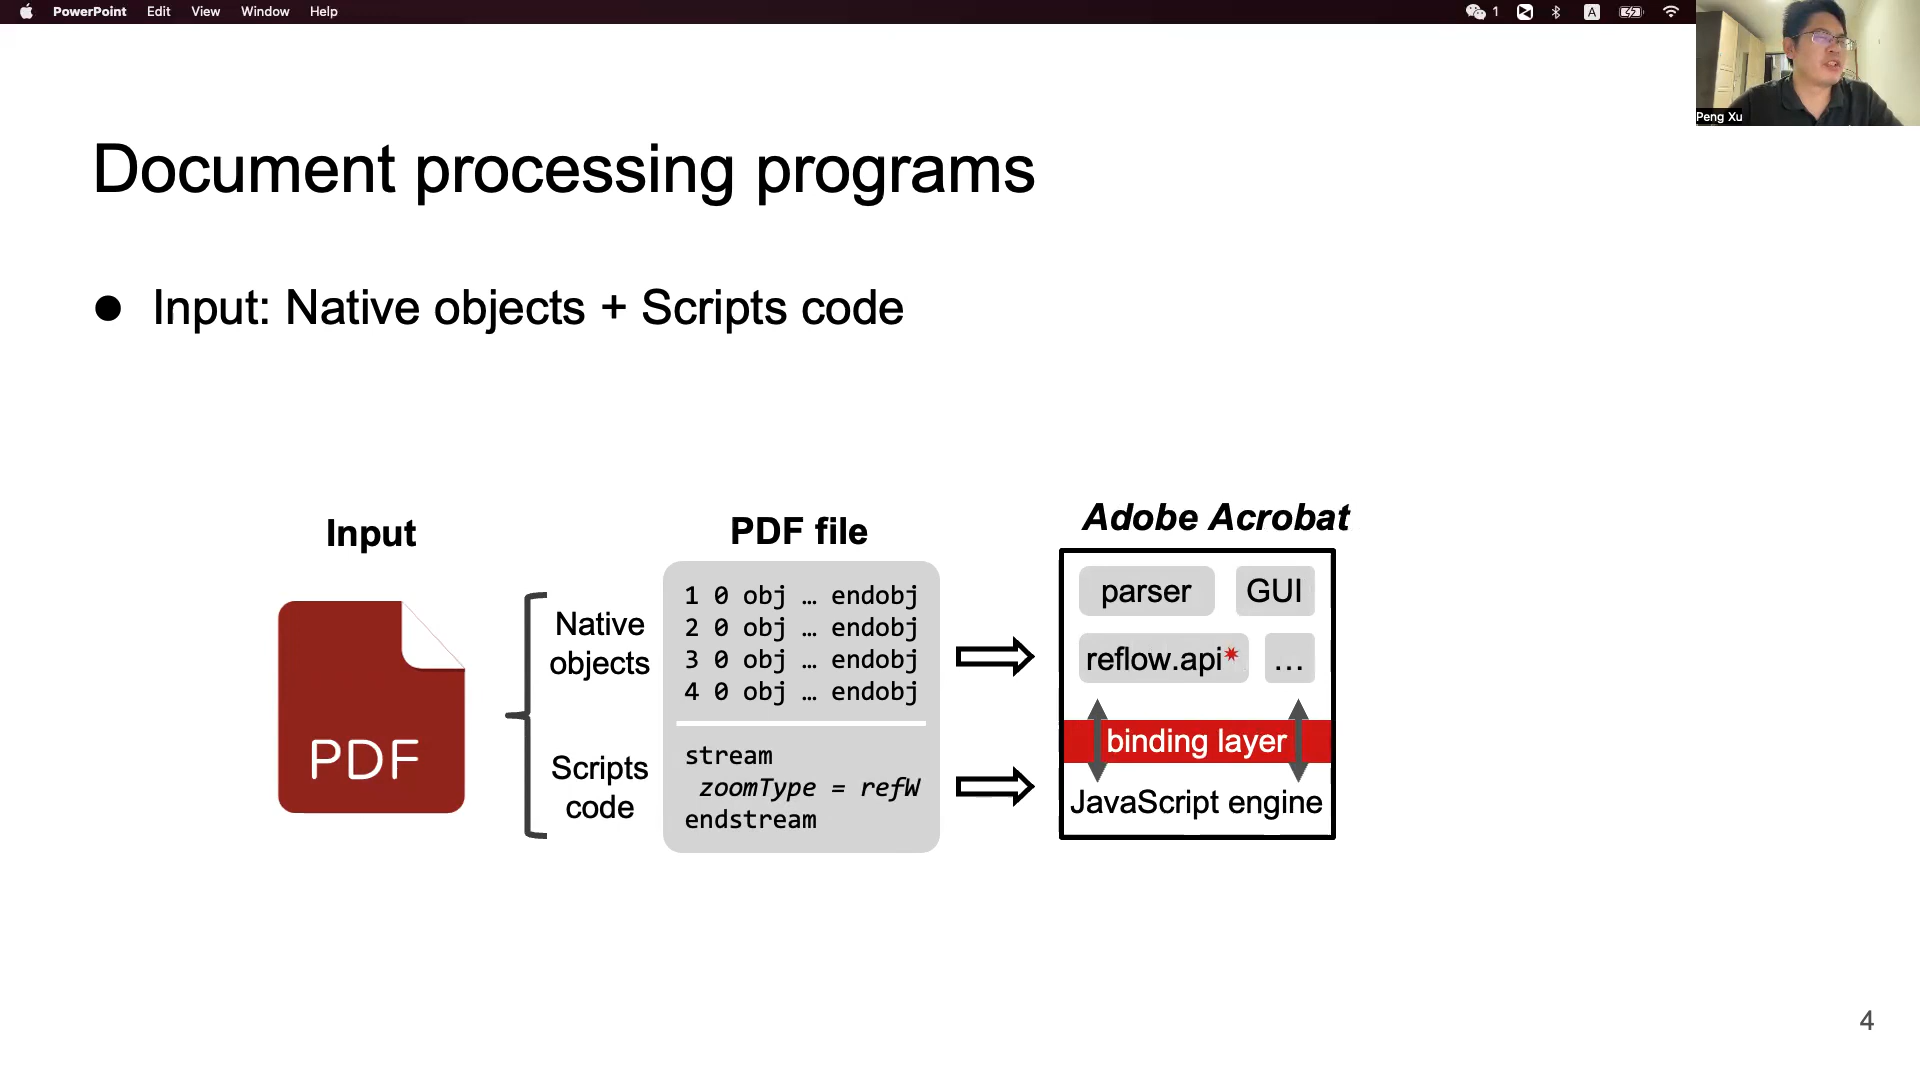 PowerPoint Edit View Window Help
1
A
Peng Xu
Document processing programs
● Input: Native objects + Scripts code
Input
PDF
Native
objects
Scripts
code
PDF file
1 0 obj … endobj
2 0 obj … endobj
3 0 obj … endobj
4 0 obj … endobj
stream
zoomType = refW
endstream
Adobe Acrobat
parser
GUI
reflow.api*
…
binding layer
JavaScript engine
4